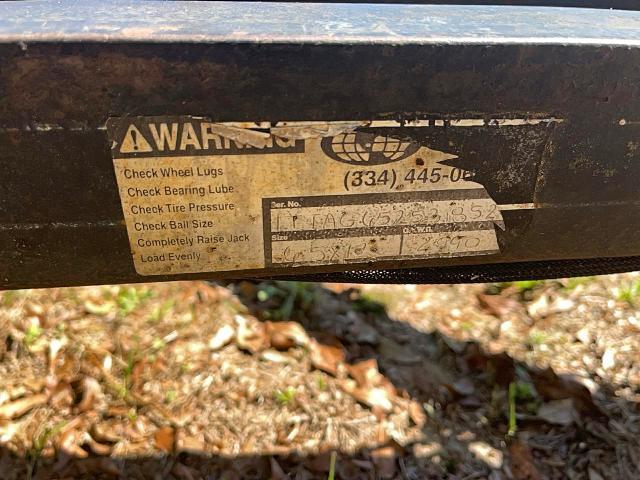 WARNING
Check Wheel Lugs
Check Bearing Lube
Check Tire Pressure
Check Ball Size
Completely Raise Jack
Load Evenly
(334) 445-0
Ser. No.
Size
G.V.W.
2990